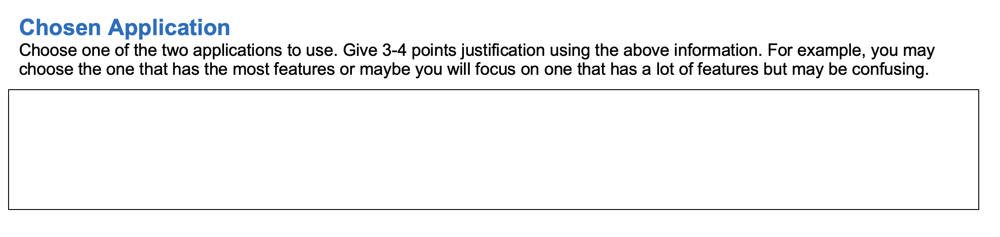 Chosen Application
Choose one of the two applications to use. Give 3-4 points justification using the above information. For example, you may
choose the one that has the most features or maybe you will focus on one that has a lot of features but may be confusing.